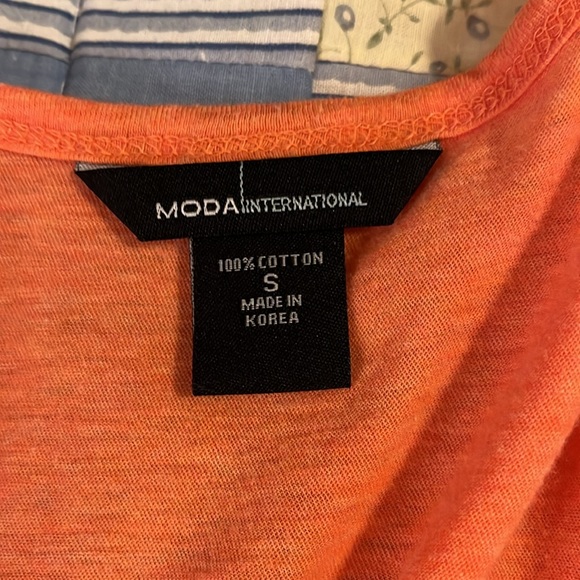 MODA INTERNATIONAL
100% COTTON
S
MADE IN
KOREA